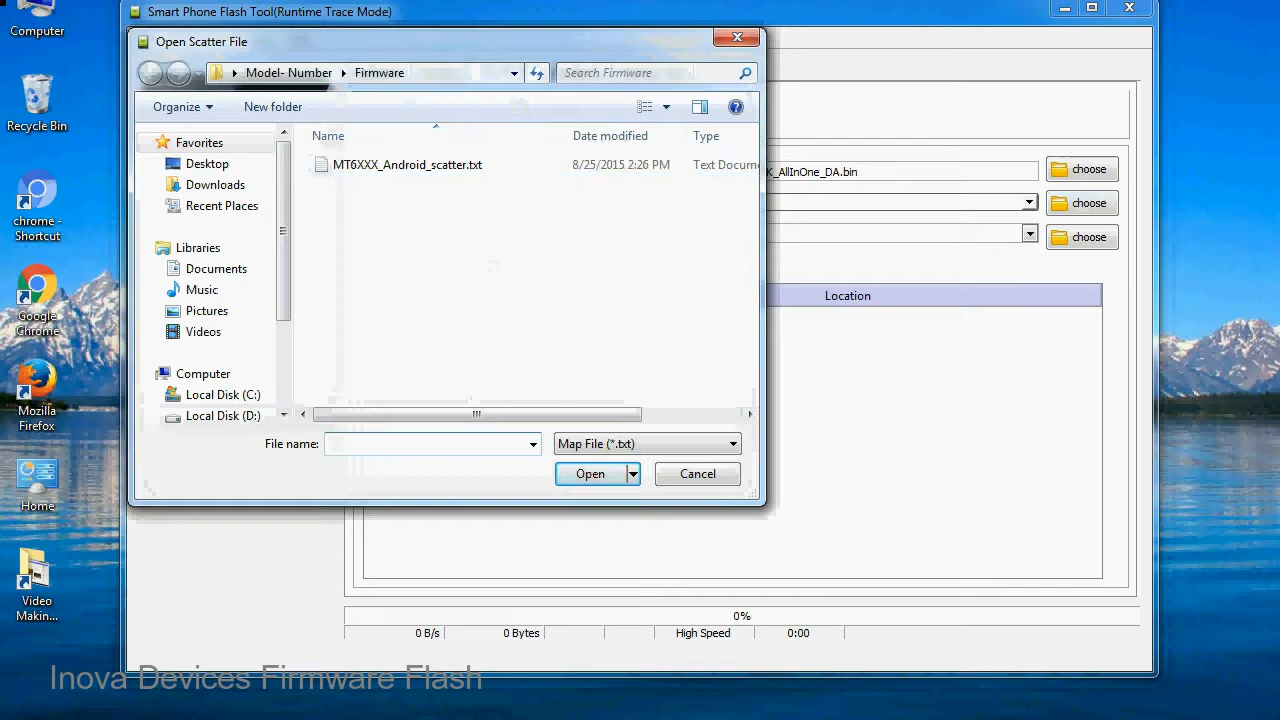 Computer
Recycle Bin
chrome -
Shortcut
Google
Chrome
Mozilla
Firefox
Home
Video
Makin...
Smart Phone Flash Tool(Runtime Trace Mode)
Open Scatter File
Model- Number
Firmware
Search Firmware
Organize
New folder
Name
Date modified
Type
MT6XXX_Android_scatter.txt
8/25/2015 2:26 PM
Text Docum
Favorites
Desktop
Downloads
Recent Places
Libraries
Documents
Music
Pictures
Videos
Computer
Local Disk (C:)
Local Disk (D:)
File name:
Map File (*.txt)
Open
Cancel
K_AllInOne_DA.bin
choose
choose
choose
Location
0%
0 B/s
0 Bytes
High Speed
0:00
Inova Devices Firmware Flash